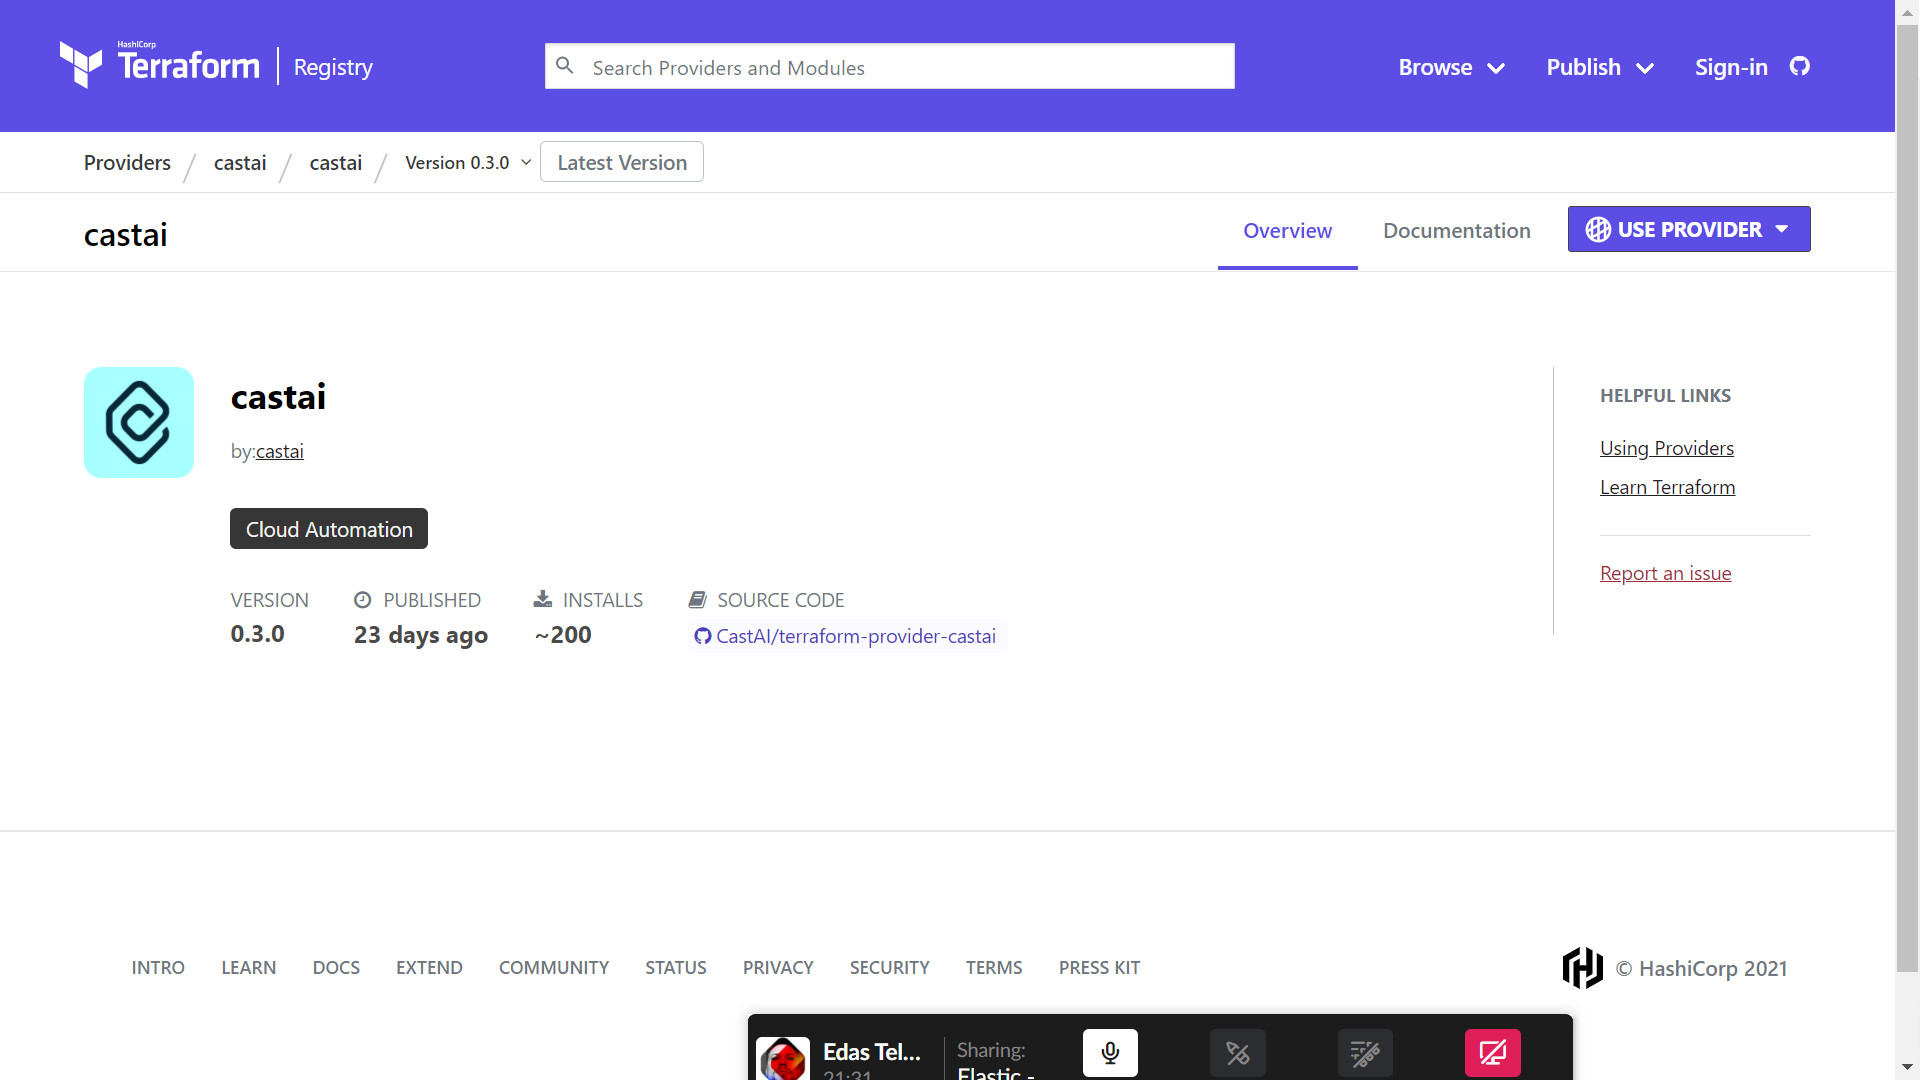 HashiCorp
Terraform
Registry
Search Providers and Modules
Browse
Publish
Sign-in
Providers / castai / castai / Version 0.3.0
Latest Version
castai
Overview
Documentation
USE PROVIDER
castai
by:castai
Cloud Automation
VERSION
0.3.0
PUBLISHED
23 days ago
INSTALLS
~200
SOURCE CODE
CastAI/terraform-provider-castai
HELPFUL LINKS
Using Providers
Learn Terraform
Report an issue
INTRO LEARN DOCS EXTEND COMMUNITY STATUS PRIVACY SECURITY TERMS PRESS KIT
© HashiCorp 2021
Edas Tel...
21:31
Sharing:
Elastic -